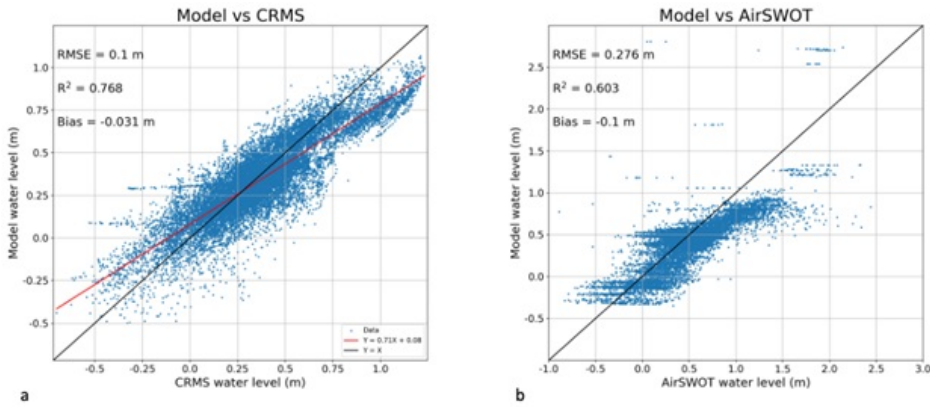 Model vs CRMS
RMSE = 0.1 m
R² = 0.768
Bias = -0.031 m
Model water level (m)
1.0
0.75
0.5
0.25
0.0
-0.25
-0.5
-0.5
-0.25
0.0
0.25
0.5
0.75
1.0
CRMS water level (m)
Data
Y = 0.71X + 0.08
Y = X
a
Model vs AirSWOT
RMSE = 0.276 m
R² = 0.603
Bias = -0.1 m
Model water level (m)
2.5
2.0
1.5
1.0
0.5
0.0
-0.5
-1.0
-0.5
0.0
0.5
1.0
1.5
2.0
2.5
3.0
AirSWOT water level (m)
b